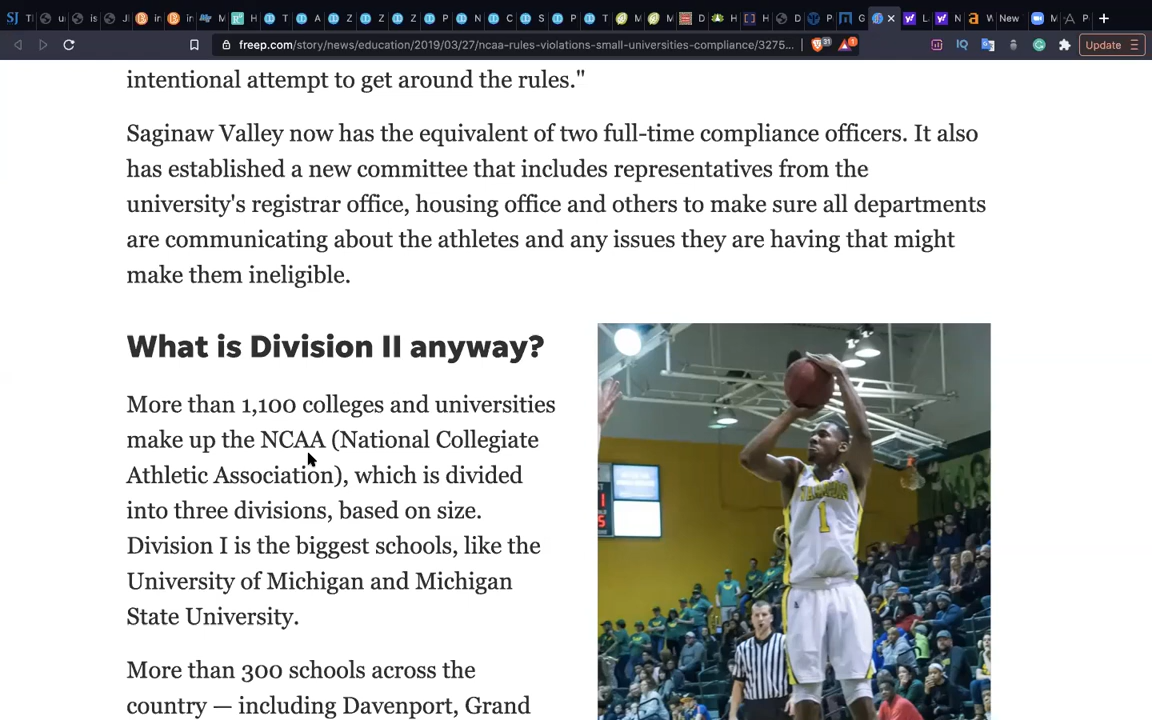 freep.com/story/news/education/2019/03/27/ncaa-rules-violations-small-universities-compliance/3275...
Update
New
intentional attempt to get around the rules."
Saginaw Valley now has the equivalent of two full-time compliance officers. It also
has established a new committee that includes representatives from the
university's registrar office, housing office and others to make sure all departments
are communicating about the athletes and any issues they are having that might
make them ineligible.
What is Division II anyway?
More than 1,100 colleges and universities
make up the NCAA (National Collegiate
Athletic Association), which is divided
into three divisions, based on size.
Division I is the biggest schools, like the
University of Michigan and Michigan
State University.
More than 300 schools across the
country — including Davenport, Grand
1